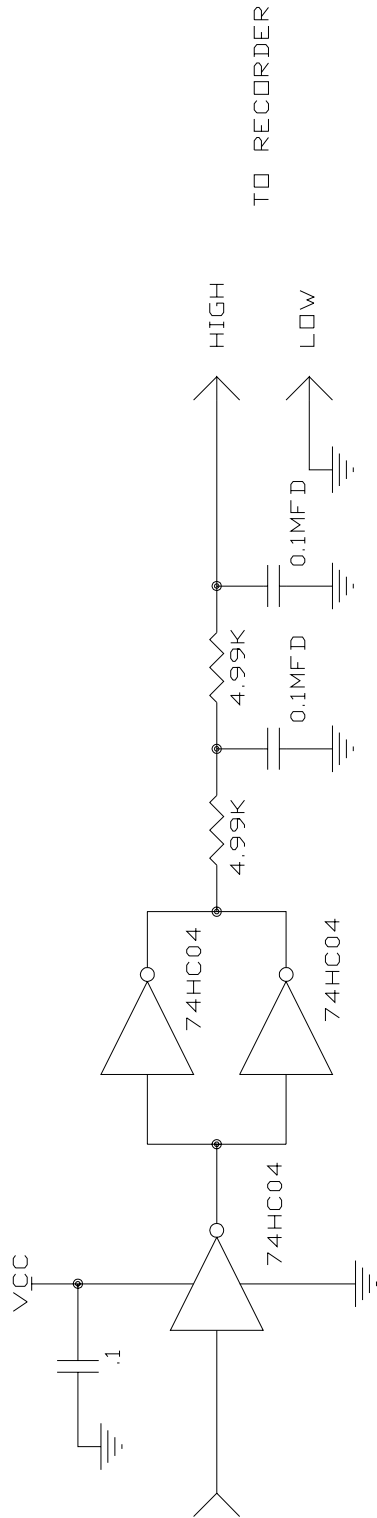 VCC
.1
74HC04
74HC04
74HC04
4.99K
4.99K
0.1MFD
0.1MFD
HIGH
LOW
TO RECORDER